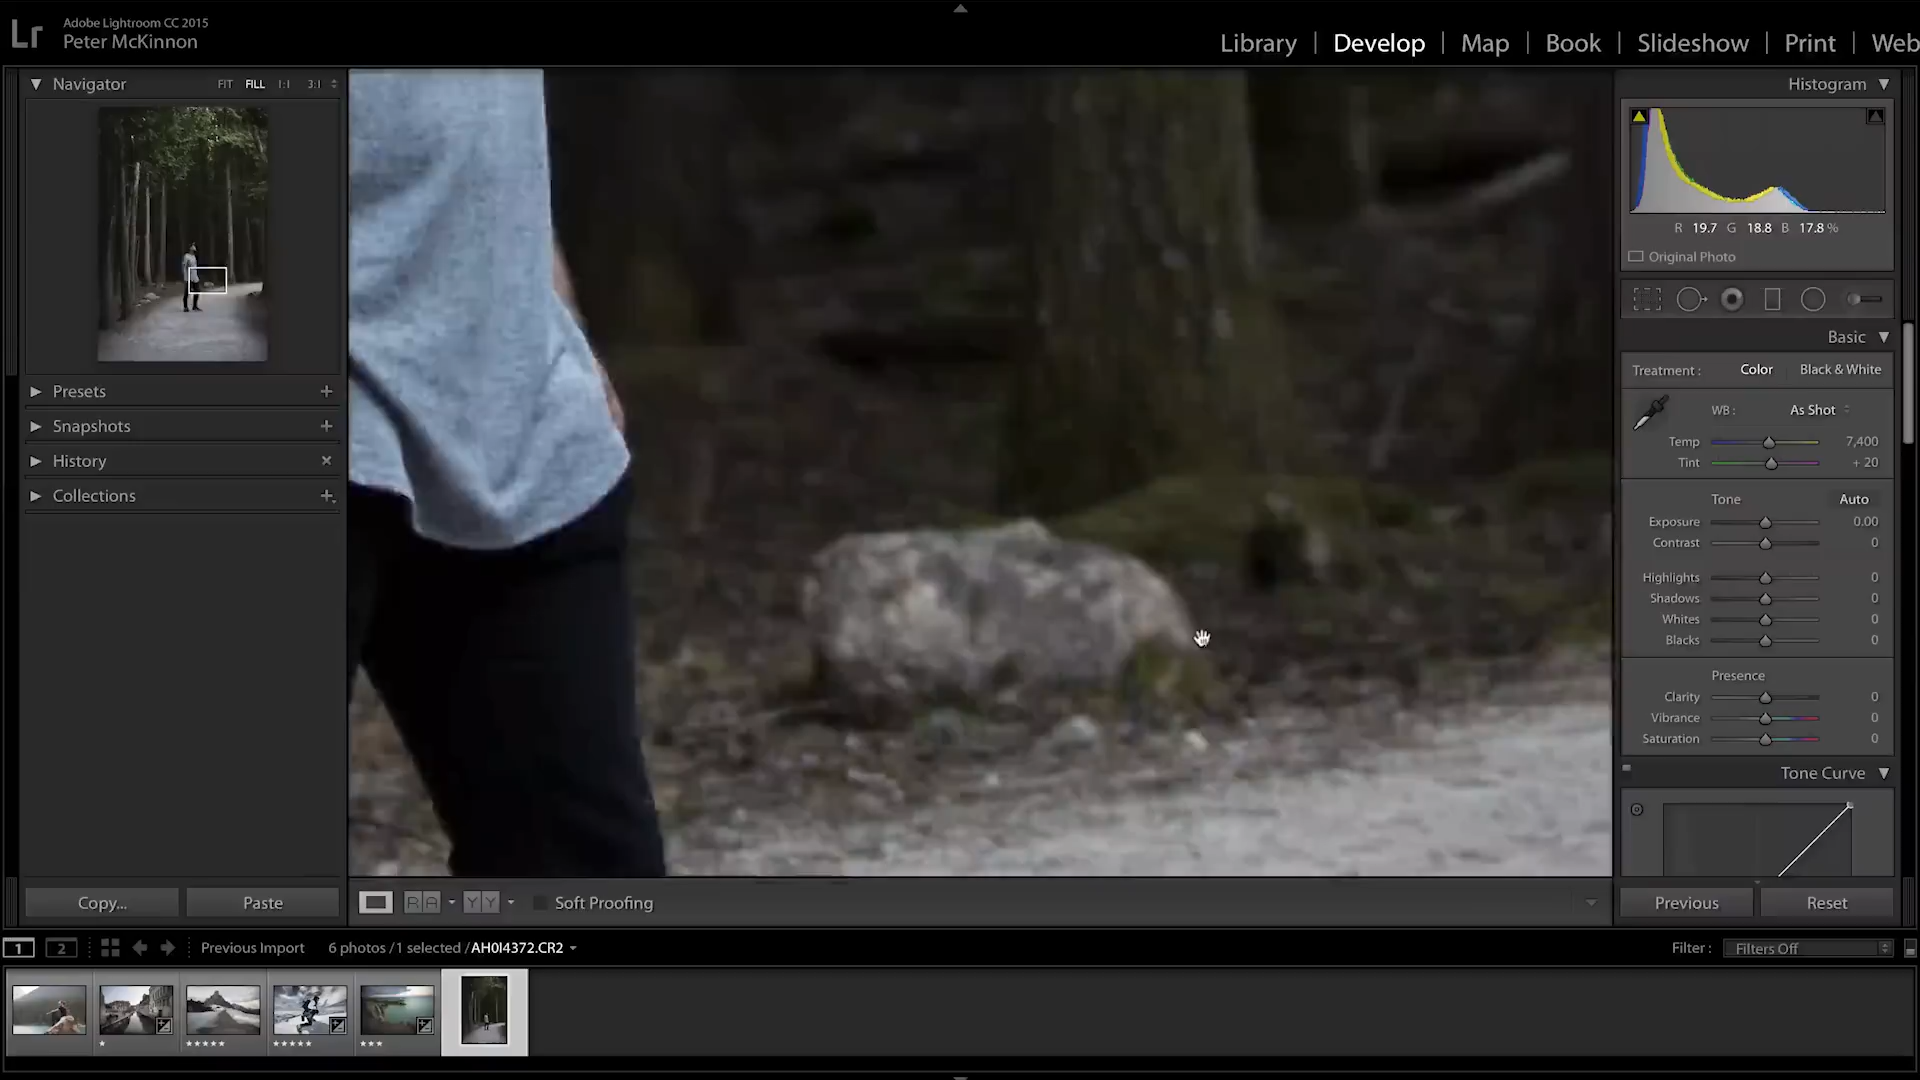 Lr
Adobe Lightroom CC 2015
Peter McKinnon
Library | Develop | Map | Book | Slideshow | Print | Web
Navigator FIT FILL 1:1 3:1
Presets
Snapshots
History
Collections
Copy... Paste
R A Y Y Soft Proofing
Histogram
R 19.7 G 18.8 B 17.8 %
Original Photo
Basic
Treatment : Color Black & White
WB : As Shot
Temp 7,400
Tint + 20
Tone Auto
Exposure 0.00
Contrast 0
Highlights 0
Shadows 0
Whites 0
Blacks 0
Presence
Clarity 0
Vibrance 0
Saturation 0
Tone Curve
Previous Reset
1 2 Previous Import 6 photos / 1 selected / AH0I4372.CR2 Filter : Filters Off